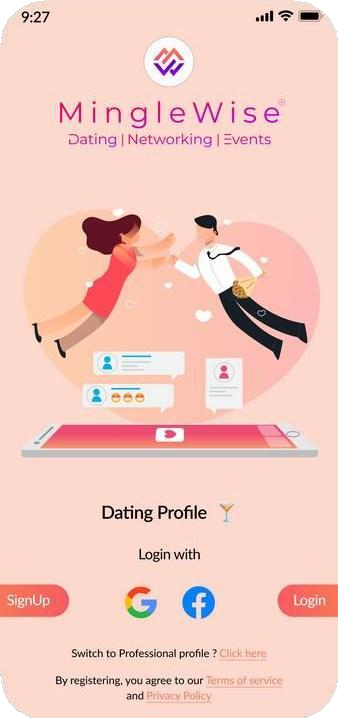 9:27
MingleWise®
Dating | Networking | Events
Dating Profile
Login with
SignUp
Login
Switch to Professional profile ? Click here
By registering, you agree to our Terms of service
and Privacy Policy